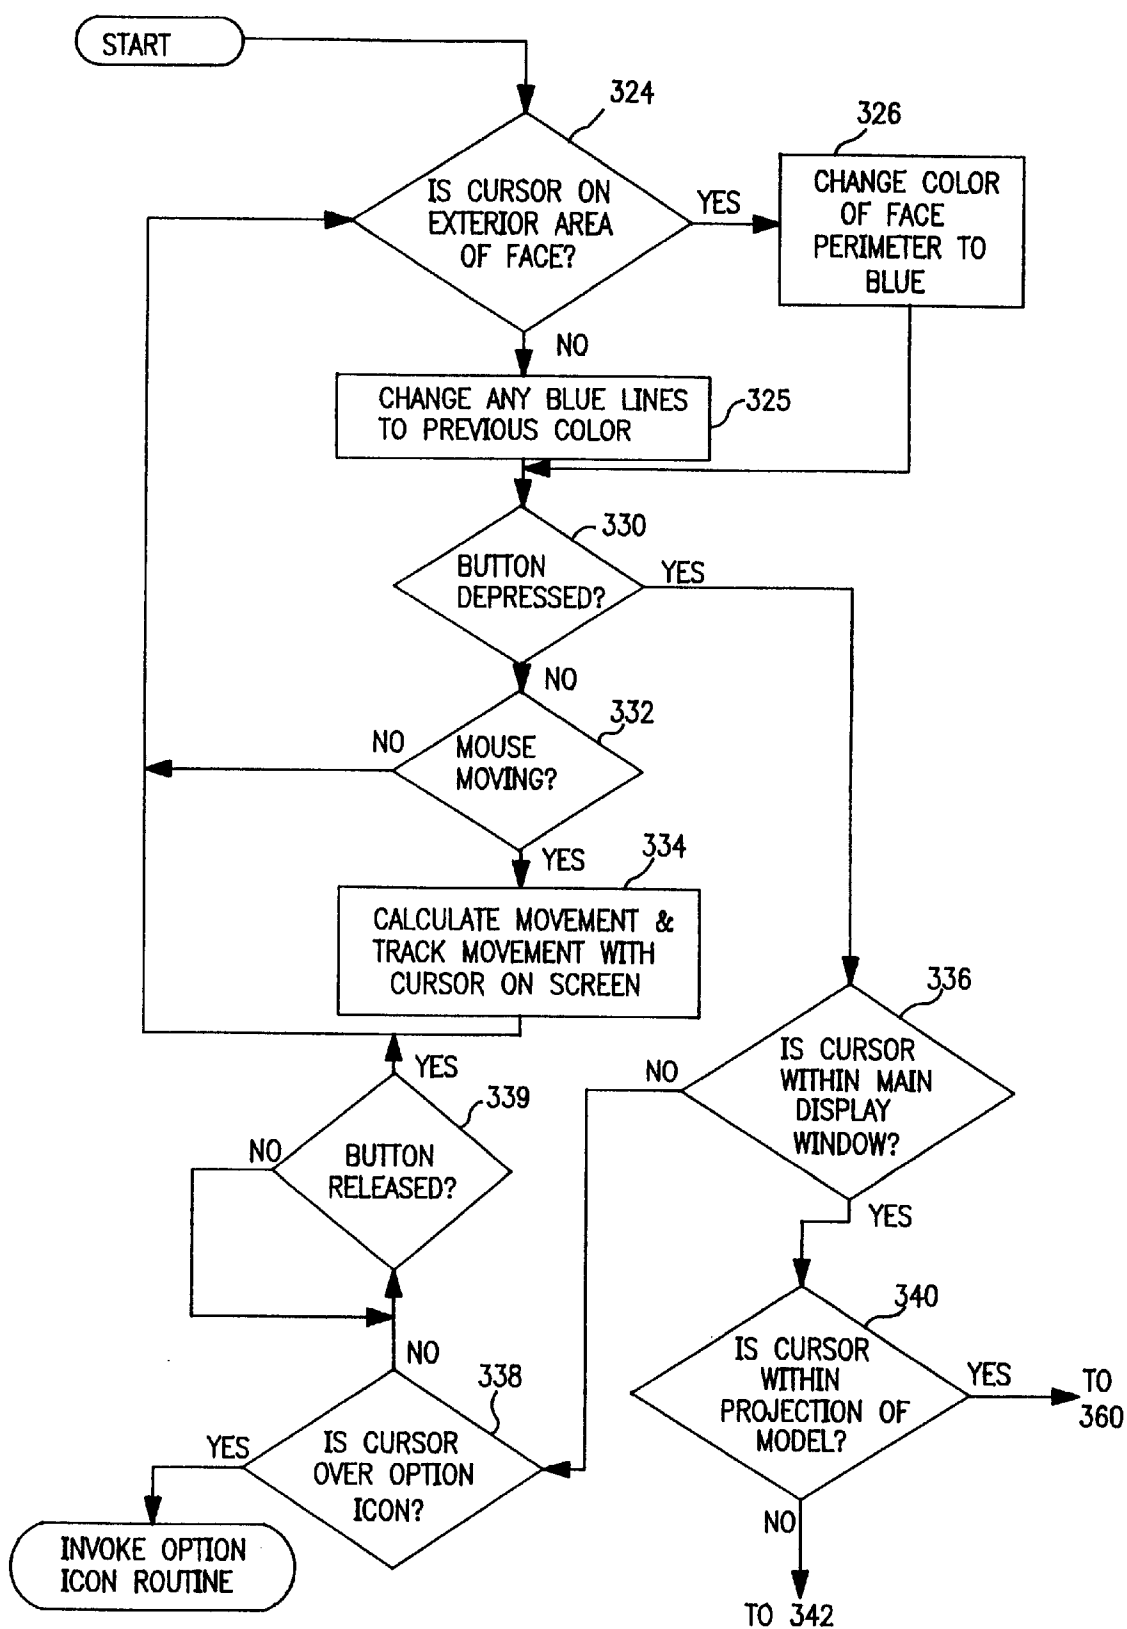 START
324
IS CURSOR ON
EXTERIOR AREA
OF FACE?
YES
326
CHANGE COLOR
OF FACE
PERIMETER TO
BLUE
NO
CHANGE ANY BLUE LINES
TO PREVIOUS COLOR
325
330
BUTTON
DEPRESSED?
YES
NO
332
MOUSE
MOVING?
NO
YES
334
CALCULATE MOVEMENT &
TRACK MOVEMENT WITH
CURSOR ON SCREEN
336
IS CURSOR
WITHIN MAIN
DISPLAY
WINDOW?
NO
YES
YES
339
BUTTON
RELEASED?
NO
340
IS CURSOR
WITHIN
PROJECTION OF
MODEL?
YES
TO
360
NO
TO 342
NO
338
IS CURSOR
OVER OPTION
ICON?
YES
INVOKE OPTION
ICON ROUTINE